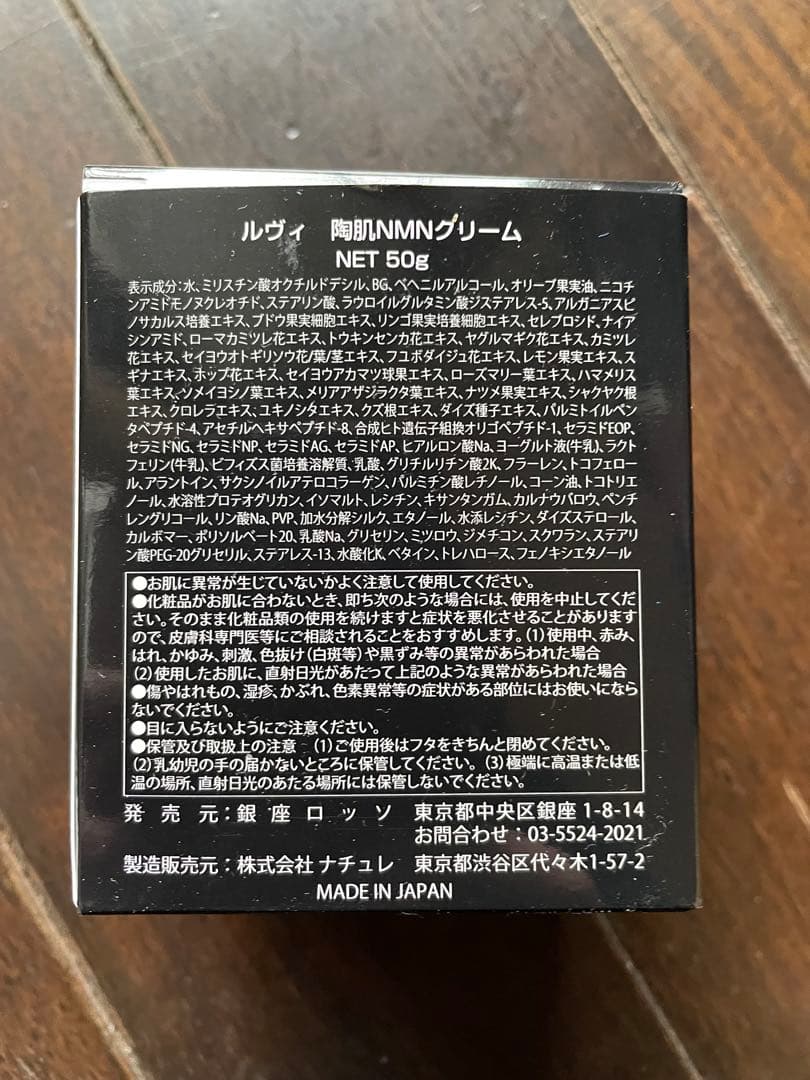 ルヴィ　陶肌NMNクリーム
NET 50g
表示成分：水、ミリスチン酸オクチルドデシル、BG、ベヘニルアルコール、オリーブ果実油、ニコチ
ンアミドモノヌクレオチド、ステアリン酸、ラウロイルグルタミン酸ジステアレス-5、アルガニアスピ
ノサカルス培養エキス、ブドウ果実細胞エキス、リンゴ果実培養細胞エキス、セレブロシド、ナイア
シンアミド、ローマカミツレ花エキス、トウキンセンカ花エキス、ヤグルマギク花エキス、カミツレ
花エキス、セイヨウオトギリソウ花/葉/茎エキス、フユボダイジュ花エキス、レモン果実エキス、ス
ギナエキス、ホップ花エキス、セイヨウアカマツ球果エキス、ローズマリー葉エキス、ハマメリス
葉エキス、ソメイヨシノ葉エキス、メリアアザジラクタ葉エキス、ナツメ果実エキス、シャクヤク根
エキス、クロレラエキス、ユキノシタエキス、クズ根エキス、ダイズ種子エキス、パルミトイルペン
タペプチド-4、アセチルヘキサペプチド-8、合成ヒト遺伝子組換オリゴペプチド-1、セラミドEOP、
セラミドNG、セラミドNP、セラミドAG、セラミドAP、ヒアルロン酸Na、ヨーグルト液(牛乳)、ラクト
フェリン(牛乳)、ビフィズス菌培養溶解質、乳酸、グリチルリチン酸2K、フラーレン、トコフェロー
ル、アラントイン、サクシノイルアテロコラーゲン、パルミチン酸レチノール、コーン油、トコトリエ
ノール、水溶性プロテオグリカン、イソマルト、レシチン、キサンタンガム、カルナウバロウ、ペンチ
レングリコール、リン酸Na、PVP、加水分解シルク、エタノール、水添レシチン、ダイズステロール、
カルボマー、ポリソルベート20、乳酸Na、グリセリン、ミツロウ、ジメチコン、スクワラン、ステアリ
ン酸PEG-20グリセリル、ステアレス-13、水酸化K、ベタイン、トレハロース、フェノキシエタノール
●お肌に異常が生じていないかよく注意して使用してください。
●化粧品がお肌に合わないとき、即ち次のような場合には、使用を中止してくだ
さい。そのまま化粧品類の使用を続けますと症状を悪化させることがあります
ので、皮膚科専門医等にご相談されることをおすすめします。(1)使用中、赤み、
はれ、かゆみ、刺激、色抜け(白斑等)や黒ずみ等の異常があらわれた場合
(2)使用したお肌に、直射日光があたって上記のような異常があらわれた場合
●傷やはれもの、湿疹、かぶれ、色素異常等の症状がある部位にはお使いになら
ないでください。
●目に入らないようにご注意ください。
●保管及び取扱上の注意　(1)ご使用後はフタをきちんと閉めてください。
(2)乳幼児の手の届かないところに保管してください。(3)極端に高温または低
温の場所、直射日光のあたる場所には保管しないでください。
発　売　元：銀 座 ロ ッ ソ　東京都中央区銀座 1-8-14
お問合わせ：03-5524-2021
製造販売元：株式会社 ナチュレ　東京都渋谷区代々木1-57-2
MADE IN JAPAN